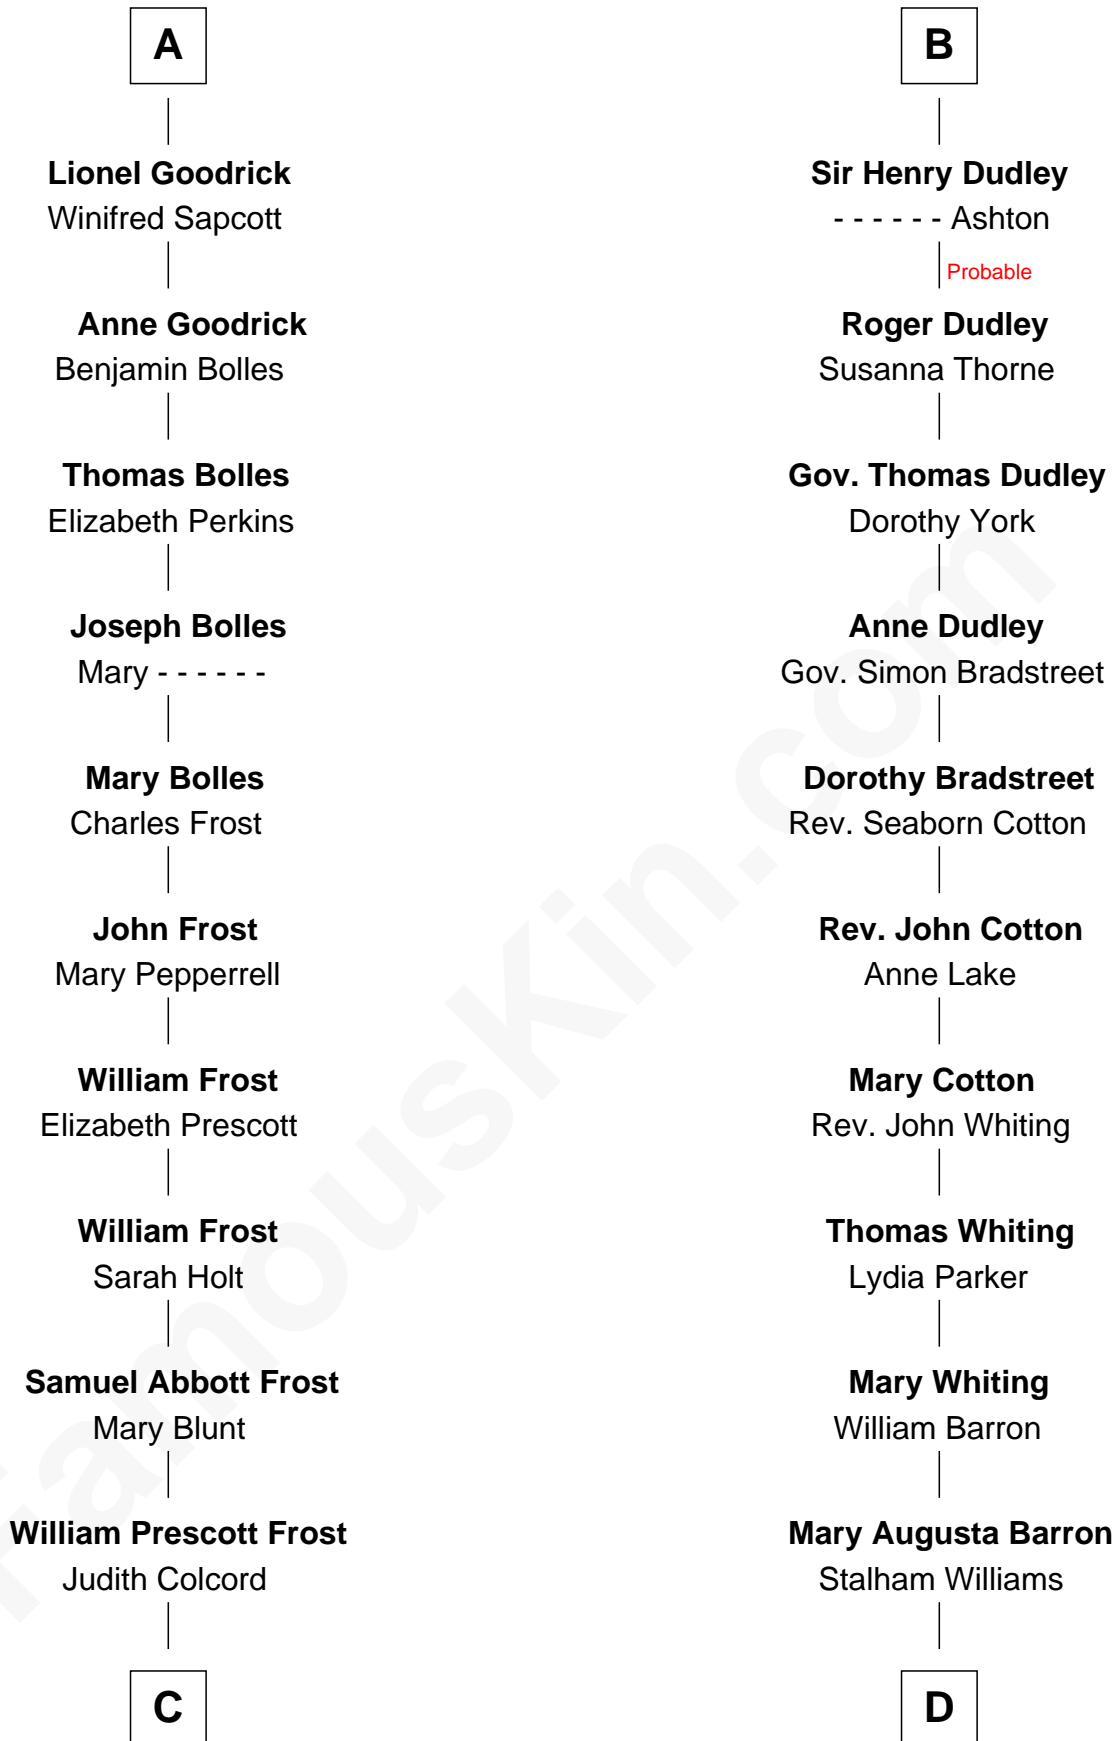 A
Lionel Goodrick
Winifred Sapcott
Anne Goodrick
Benjamin Bolles
Thomas Bolles
Elizabeth Perkins
Joseph Bolles
Mary - - - - - -
Mary Bolles
Charles Frost
John Frost
Mary Pepperrell
William Frost
Elizabeth Prescott
William Frost
Sarah Holt
Samuel Abbott Frost
Mary Blunt
William Prescott Frost
Judith Colcord
C
B
Sir Henry Dudley
- - - - - - Ashton
Probable
Roger Dudley
Susanna Thorne
Gov. Thomas Dudley
Dorothy York
Anne Dudley
Gov. Simon Bradstreet
Dorothy Bradstreet
Rev. Seaborn Cotton
Rev. John Cotton
Anne Lake
Mary Cotton
Rev. John Whiting
Thomas Whiting
Lydia Parker
Mary Whiting
William Barron
Mary Augusta Barron
Stalham Williams
D
FamousKin.com